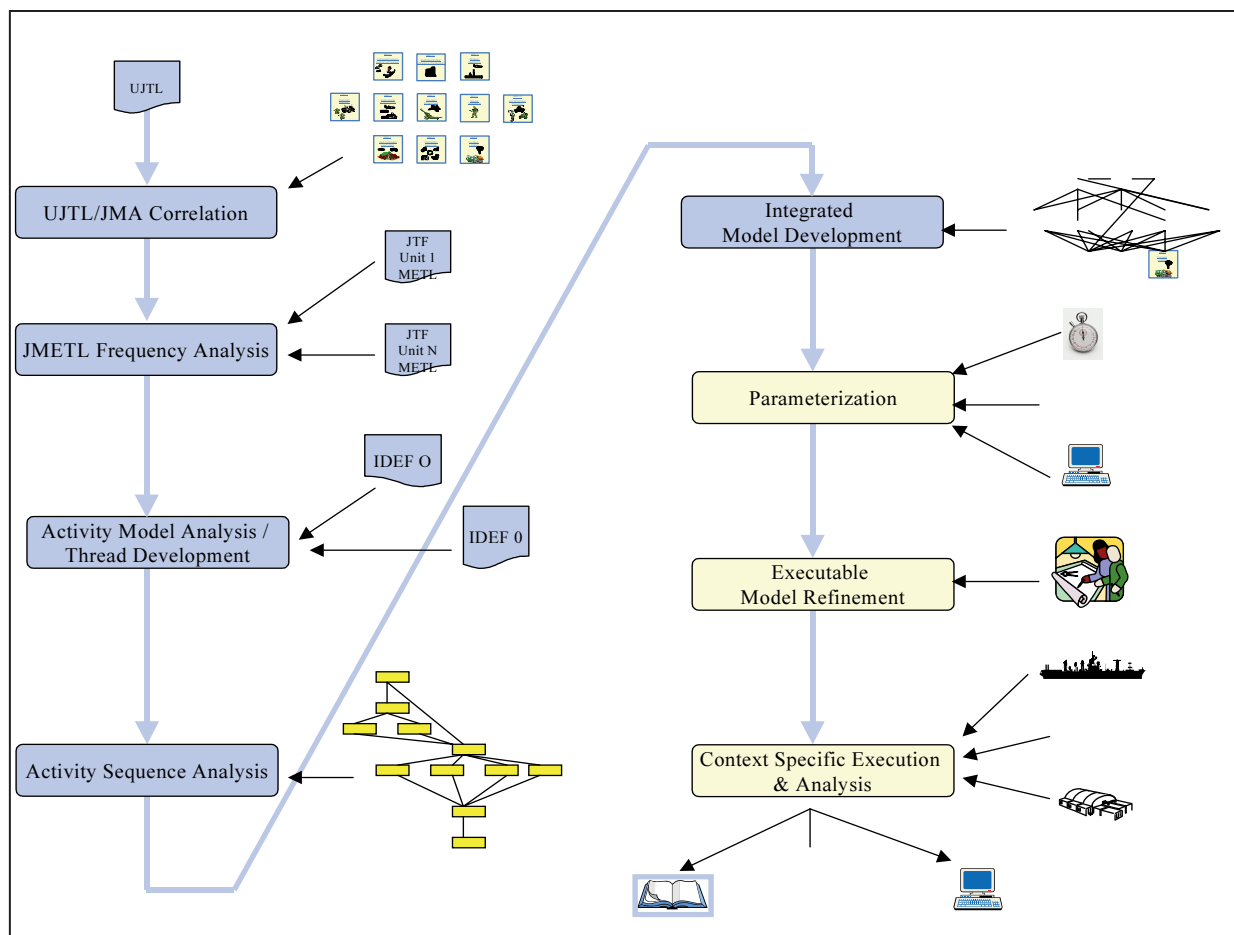 UJTL
UJTL/JMA Correlation
JTF
Unit 1
METL
JMETL Frequency Analysis
JTF
Unit N
METL
IDEF O
Activity Model Analysis /
Thread Development
IDEF 0
Activity Sequence Analysis
Integrated
Model Development
Parameterization
Executable
Model Refinement
Context Specific Execution
& Analysis